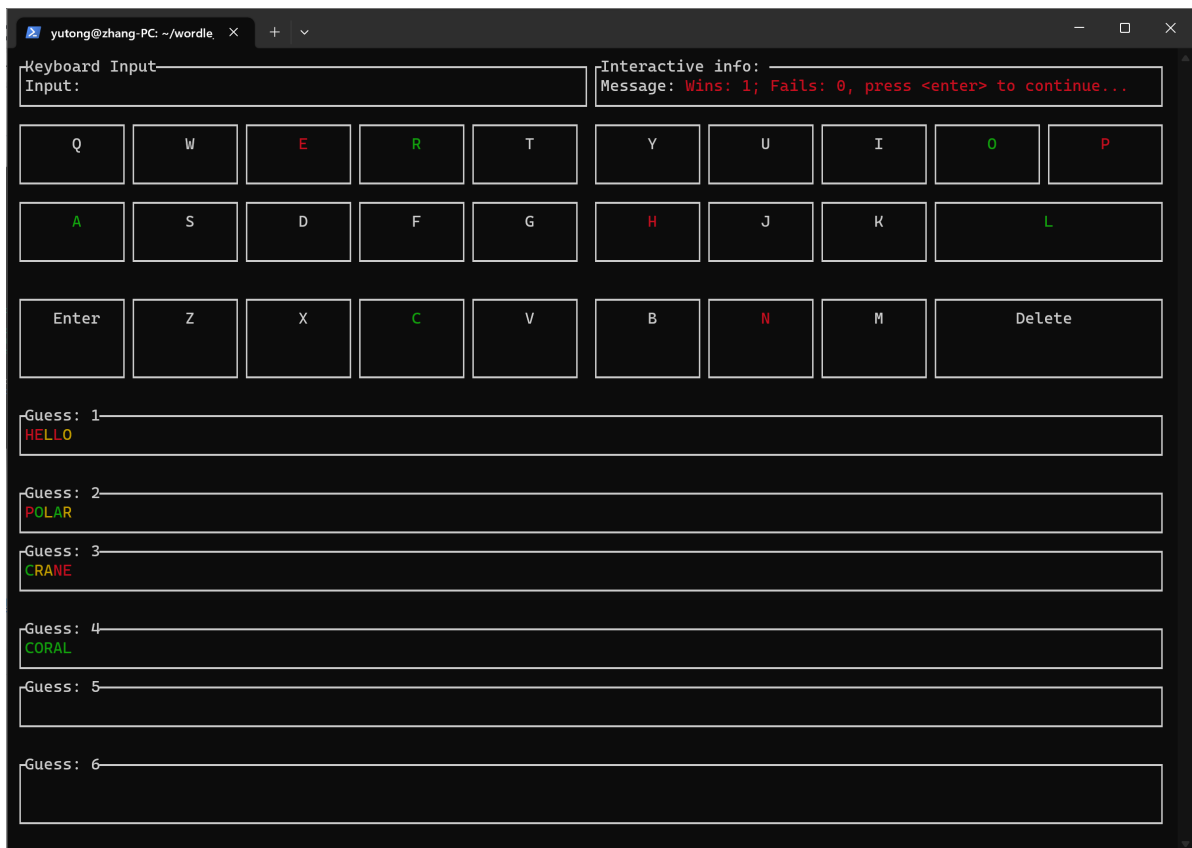 yutong@zhang-PC: ~/wordle_
Keyboard Input
Input:
Interactive info:
Message: Wins: 1; Fails: 0, press <enter> to continue...
Q W E R T Y U I O P
A S D F G H J K L
Enter Z X C V B N M Delete
Guess: 1
HELLO
Guess: 2
POLAR
Guess: 3
CRANE
Guess: 4
CORAL
Guess: 5
Guess: 6